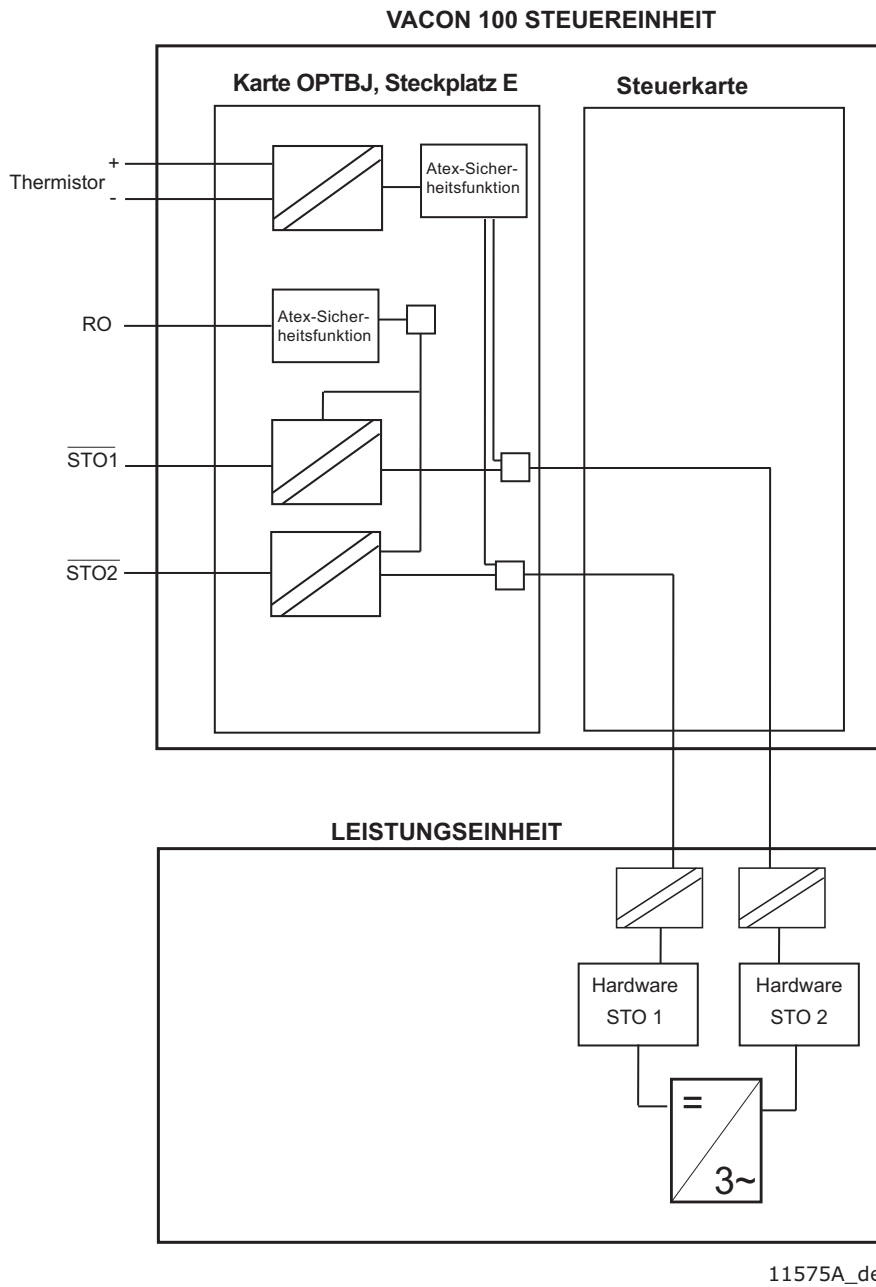 VACON 100 STEUEREINHEIT
Karte OPTBJ, Steckplatz E
Steuerkarte
+
Thermistor
-
Atex-Sicher-
heitsfunktion
RO
Atex-Sicher-
heitsfunktion
STO1
STO2
LEISTUNGSEINHEIT
Hardware
STO 1
Hardware
STO 2
=
3~
11575A_de